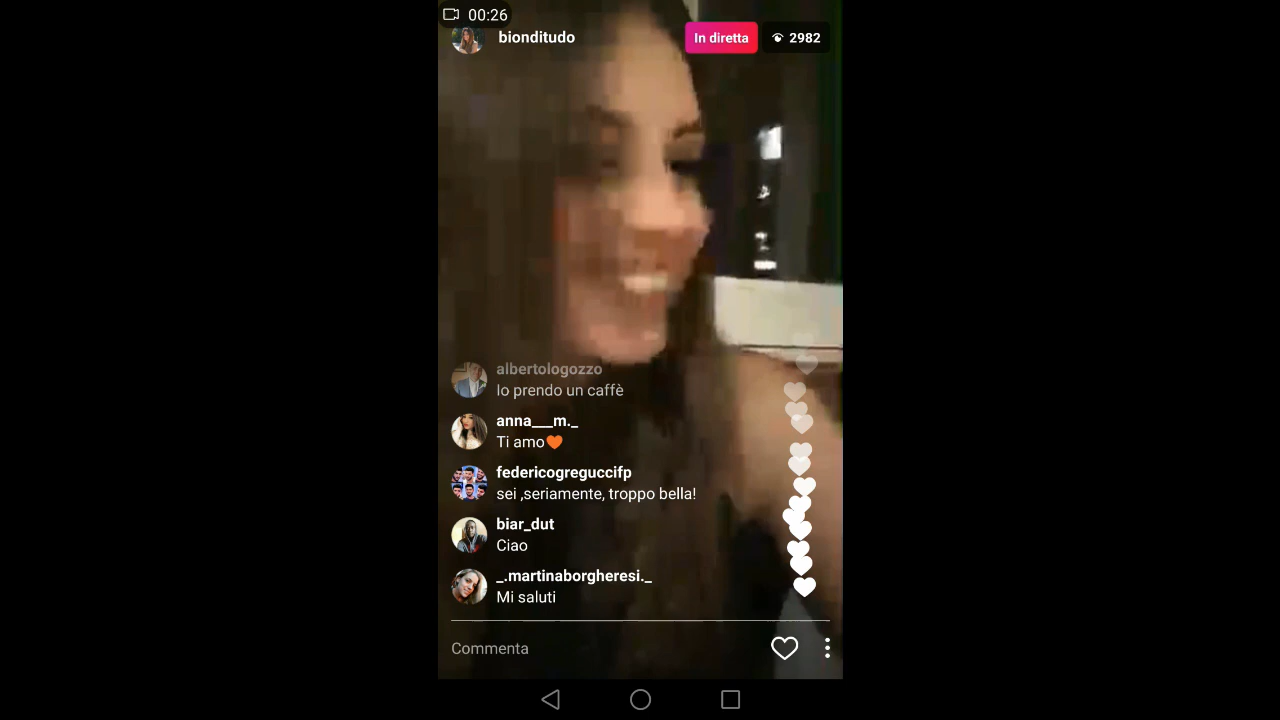 00:26
bionditudo
In diretta
2982
albertologozzo
Io prendo un caffè
anna___m._
Ti amo🧡
federicogreguccifp
sei ,seriamente, troppo bella!
biar_dut
Ciao
_.martinaborgheresi._
Mi saluti
Commenta